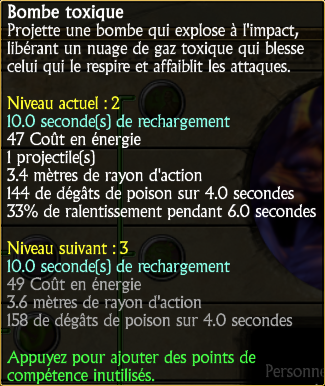 Bombe toxique
Projette une bombe qui explose à l'impact,
libérant un nuage de gaz toxique qui blesse
celui qui le respire et affaiblit les attaques.
Niveau actuel : 2
10.0 seconde(s) de rechargement
47 Coût en énergie
1 projectile(s)
3.4 mètres de rayon d'action
144 de dégâts de poison sur 4.0 secondes
33% de ralentissement pendant 6.0 secondes
Niveau suivant : 3
10.0 seconde(s) de rechargement
49 Coût en énergie
3.6 mètres de rayon d'action
158 de dégâts de poison sur 4.0 secondes
Appuyez pour ajouter des points de
compétence inutilisés.
Personne